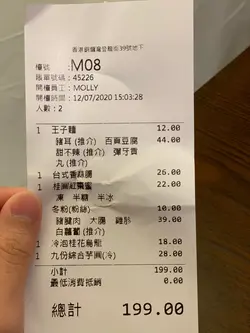 香港銅鑼灣登龍街39號地下
檯號 : M08
賬單號碼 : 45226
開檯員工 : MOLLY
開檯時間 : 12/07/2020 15:03:28
人數 : 2
1 王子麵 12.00
豬耳(推介) 百頁豆腐 44.00
甜不辣(推介) 彈牙貢
丸(推介)
1 台式香菇腸 26.00
1 桂圓紅棗蜜 22.00
凍 半糖 半冰
冬粉(粉絲) 10.00
豬腱肉 大腸 雞胗 39.00
白蘿蔔(推介)
1 冷泡桂花烏龍 18.00
1 九份綜合芋圓(冷) 28.00
小計 199.00
最低消費抵銷 0.00
總計 199.00